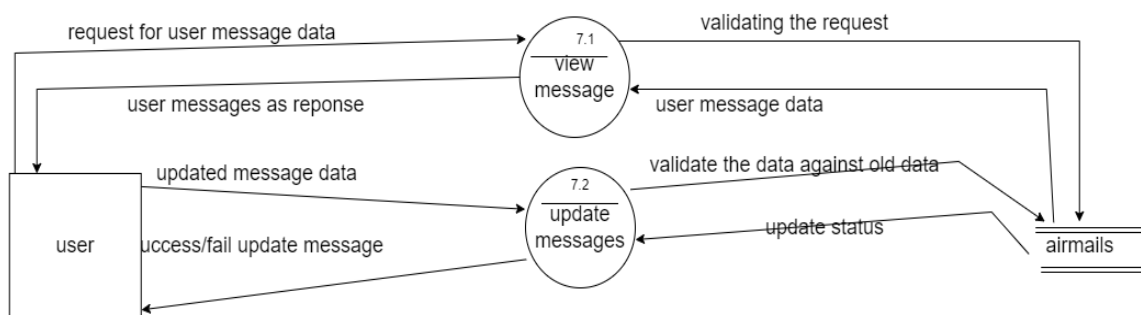 request for user message data
validating the request
7.1
view
message
user messages as reponse
user message data
updated message data
validate the data against old data
7.2
update
messages
user
uccess/fail update message
update status
airmails